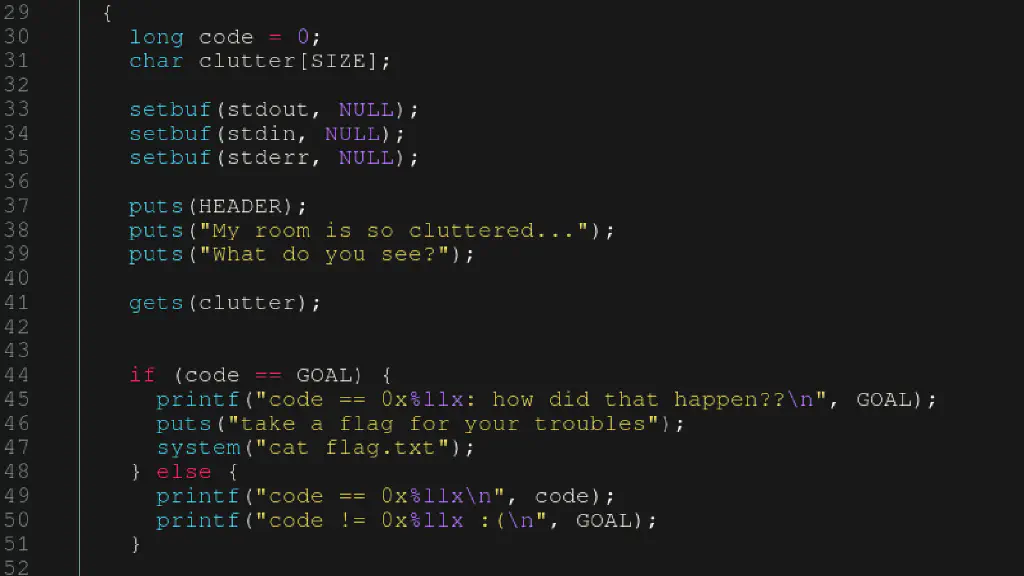 29 {
30 long code = 0;
31 char clutter[SIZE];
32
33 setbuf(stdout, NULL);
34 setbuf(stdin, NULL);
35 setbuf(stderr, NULL);
36
37 puts(HEADER);
38 puts("My room is so cluttered...");
39 puts("What do you see?");
40
41 gets(clutter);
42
43
44 if (code == GOAL) {
45 printf("code == 0x%llx: how did that happen??\n", GOAL);
46 puts("take a flag for your troubles");
47 system("cat flag.txt");
48 } else {
49 printf("code == 0x%llx\n", code);
50 printf("code != 0x%llx :(\n", GOAL);
51 }
52